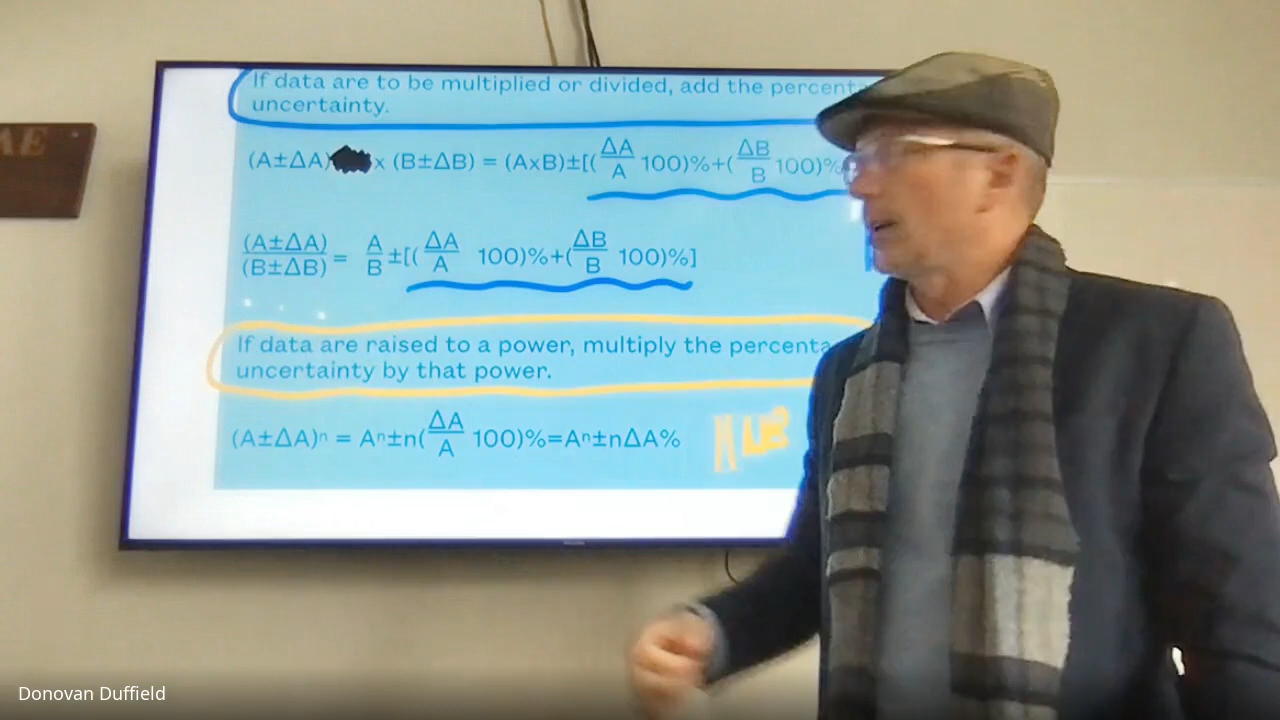 If data are to be multiplied or divided, add the
uncertainty.
AE
(A±ΔA) x (B±ΔB) = (AxB)±[(ΔA/A 100)%+(ΔB/B 100)%
(A±ΔA)/(B±ΔB) = A/B ±[(ΔA/A 100)%+(ΔB/B 100)%]
If data are raised to a power, multiply the
uncertainty by that power.
(A±ΔA)ⁿ = Aⁿ±n(ΔA/A 100)%=Aⁿ±nΔA%
Donovan Duffield